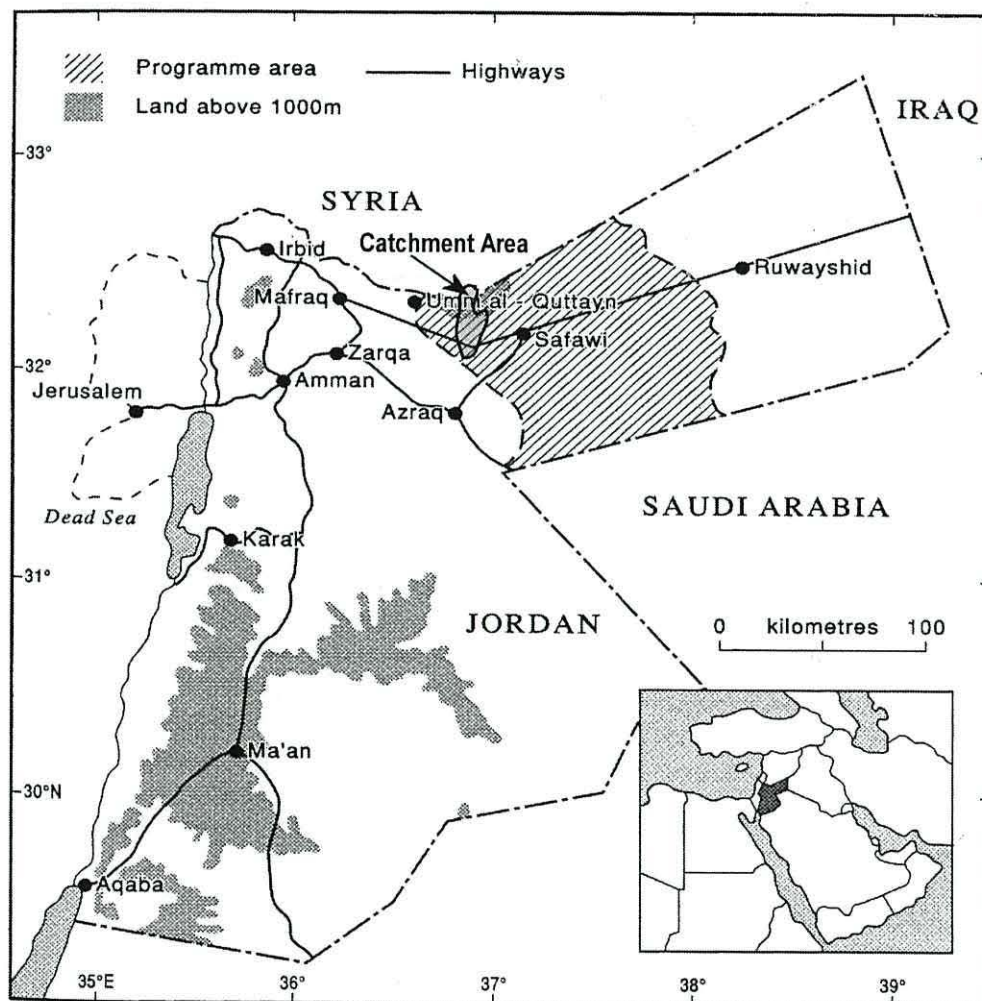 Programme area
Highways
Land above 1000m
IRAQ
33°
SYRIA
Irbid
Catchment Area
Ruwayshid
Mafraq
Umm al - Quttayn
Safawi
Zarqa
32°
Amman
Jerusalem
Azraq
SAUDI ARABIA
Dead Sea
Karak
31°
JORDAN
0 kilometres 100
Ma'an
30°N
Aqaba
35°E
36°
37°
38°
39°